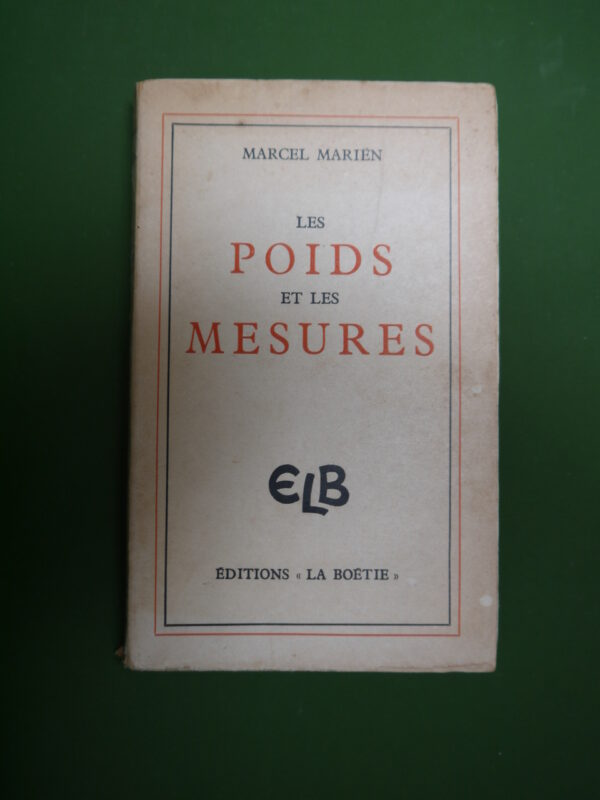 MARCEL MARIËN
LES
POIDS
ET LES
MESURES
ELB
ÉDITIONS « LA BOËTIE »